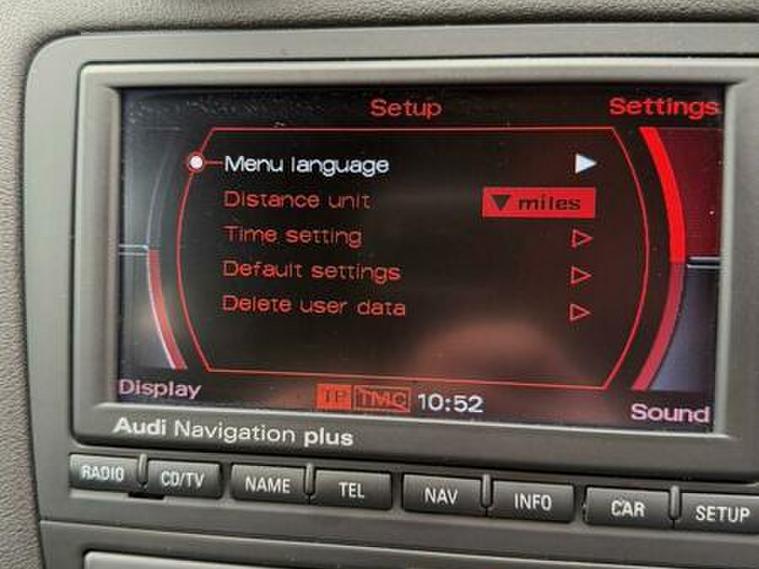 Setup Settings
Menu language
Distance unit ▼ miles
Time setting
Default settings
Delete user data
Display TP TMC 10:52 Sound
Audi Navigation plus
RADIO CD/TV NAME TEL NAV INFO CAR SETUP